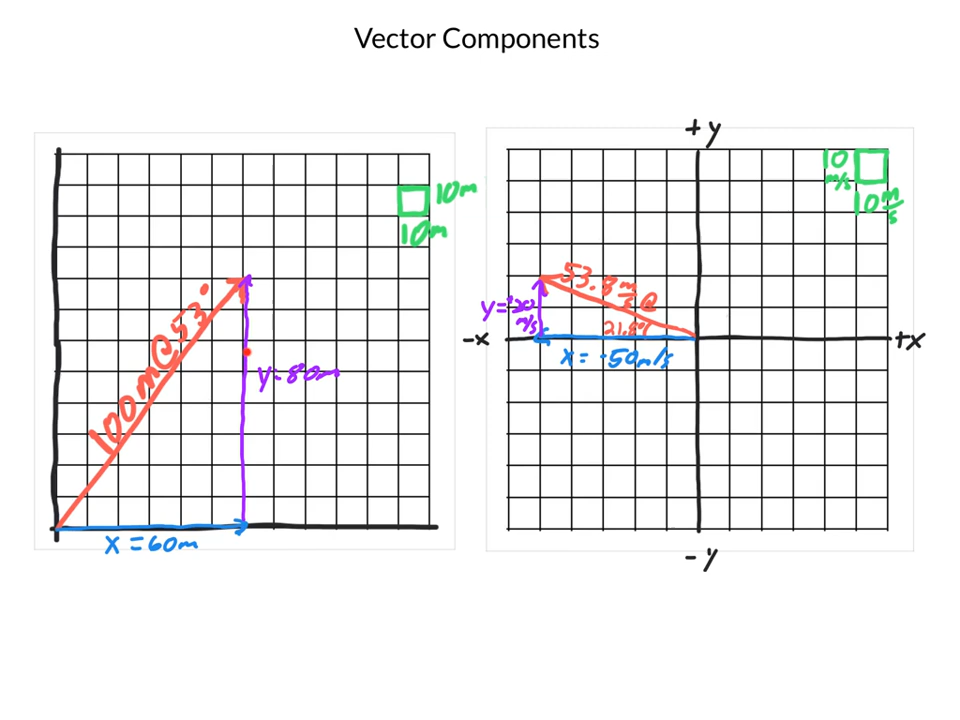 Vector Components
10m
10m
100m@53°
y=80m
x=60m
+y
10
m/s
10 m/s
53.8 m/s @
21.8°
y=+20
m/s
-x
+x
x = -50m/s
-y